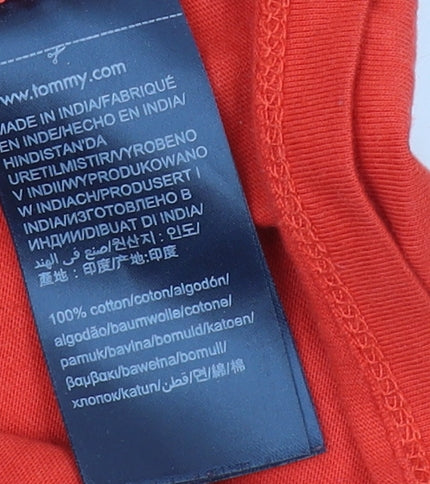 www.tommy.com
MADE IN INDIA/FABRIQUÉ
EN INDE/HECHO EN INDIA/
HINDISTAN'DA
URETILMISTIR/VYROBENO
V INDII/WYPRODUKOWANO
W INDIACH/PRODUSERT I
INDIA/ИЗГОТОВЛЕНО В
ИНДИИ/DIBUAT DI INDIA/
صنع في الهند/원산지 : 인도/
產地 : 印度/产地:印度
100% cotton/coton/algodón/
algodão/baumwolle/cotone/
pamuk/bavlna/bomuld/katoen/
βαμβακι/bawełna/bomull/
хлопок/katun/قطن/면/綿/棉